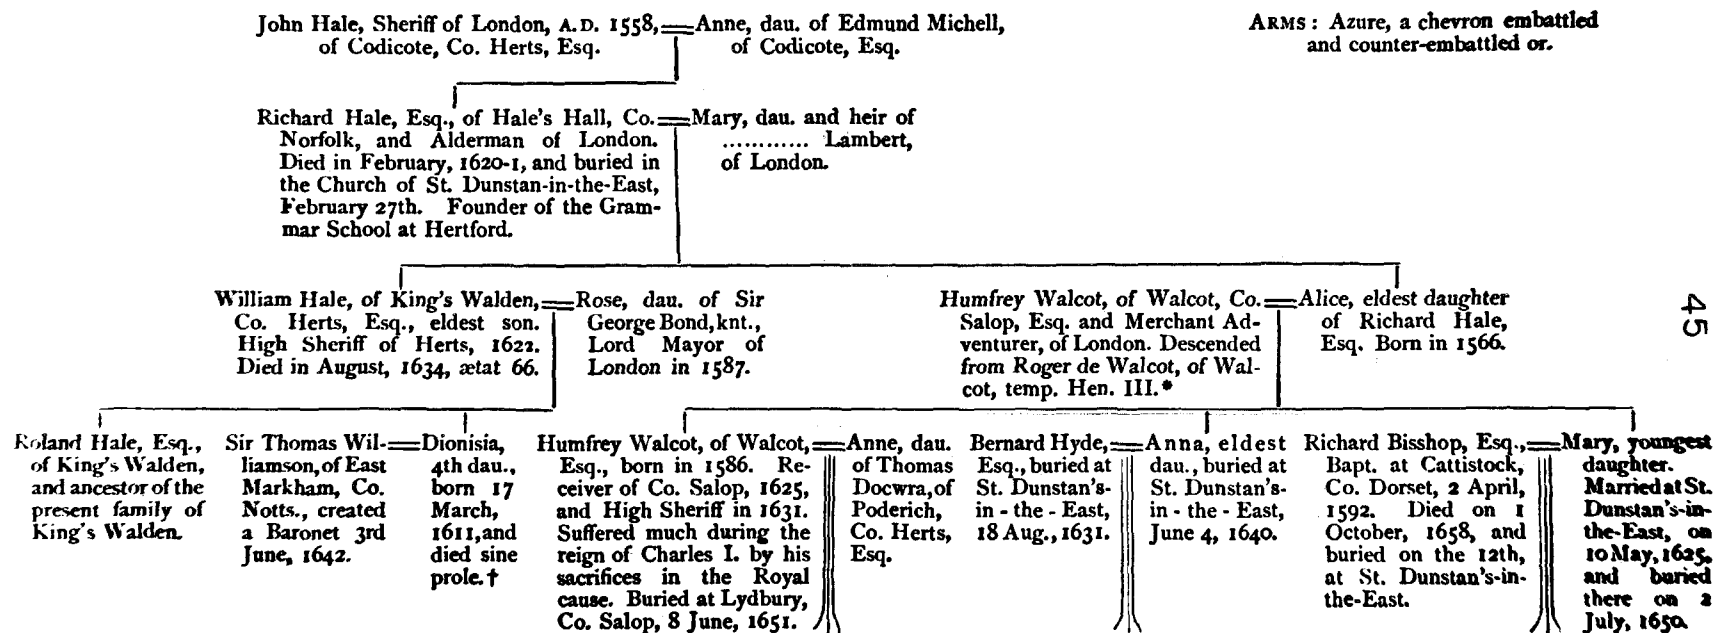 John Hale, Sheriff of London, A.D. 1558,
of Codicote, Co. Herts, Esq.
Anne, dau. of Edmund Michell,
of Codicote, Esq.
ARMS: Azure, a chevron embattled
and counter-embattled or.
Richard Hale, Esq., of Hale's Hall, Co.
Norfolk, and Alderman of London.
Died in February, 1620-1, and buried in
the Church of St. Dunstan-in-the-East,
February 27th. Founder of the Gram-
mar School at Hertford.
Mary, dau. and heir of
............ Lambert,
of London.
William Hale, of King's Walden,
Co. Herts, Esq., eldest son.
High Sheriff of Herts, 1622.
Died in August, 1634, ætat 66.
Rose, dau. of Sir
George Bond, knt.,
Lord Mayor of
London in 1587.
Humfrey Walcot, of Walcot, Co.
Salop, Esq. and Merchant Ad-
venturer, of London. Descended
from Roger de Walcot, of Wal-
cot, temp. Hen. III.*
Alice, eldest daughter
of Richard Hale,
Esq. Born in 1566.
45
Roland Hale, Esq.,
of King's Walden,
and ancestor of the
present family of
King's Walden.
Sir Thomas Wil-
liamson, of East
Markham, Co.
Notts., created
a Baronet 3rd
June, 1642.
Dionisia,
4th dau.,
born 17
March,
1611, and
died sine
prole.†
Humfrey Walcot, of Walcot,
Esq., born in 1586. Re-
ceiver of Co. Salop, 1625,
and High Sheriff in 1631.
Suffered much during the
reign of Charles I. by his
sacrifices in the Royal
cause. Buried at Lydbury,
Co. Salop, 8 June, 1651.
Anne, dau.
of Thomas
Docwra, of
Poderich,
Co. Herts,
Esq.
Bernard Hyde,
Esq., buried at
St. Dunstan's-
in-the-East,
18 Aug., 1631.
Anna, eldest
dau., buried at
St. Dunstan's-
in-the-East,
June 4, 1640.
Richard Bisshop, Esq.,
Bapt. at Cattistock,
Co. Dorset, 2 April,
1592. Died on 1
October, 1658, and
buried on the 12th,
at St. Dunstan's-in-
the-East.
Mary, youngest
daughter.
Married at St.
Dunstan's-in-
the-East, on
10 May, 1625,
and buried
there on 2
July, 1650.